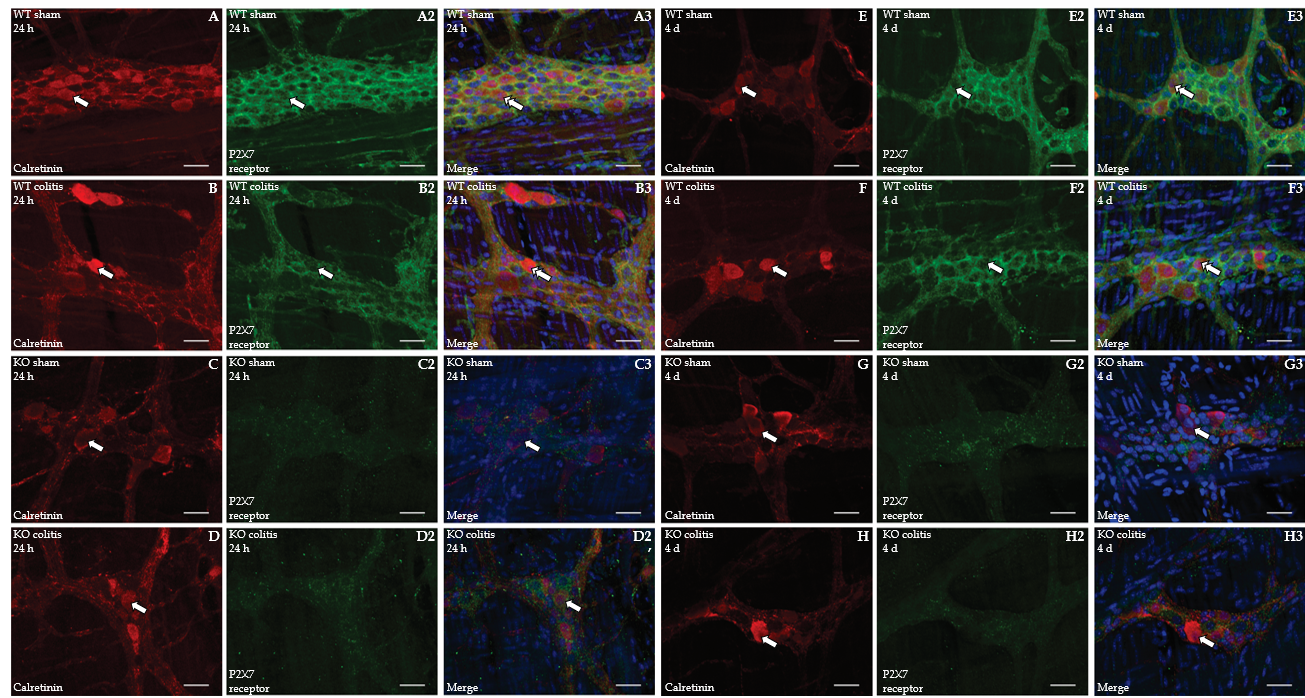 WT sham A
24 h
Calretinin
WT sham A2
24 h
P2X7
receptor
WT sham A3
24 h
Merge
WT sham E
4 d
Calretinin
WT sham E2
4 d
P2X7
receptor
WT sham E3
4 d
Merge
WT colitis B
24 h
Calretinin
WT colitis B2
24 h
P2X7
receptor
WT colitis B3
24 h
Merge
WT colitis F
4 d
Calretinin
WT colitis F2
4 d
P2X7
receptor
WT colitis F3
4 d
Merge
KO sham C
24 h
Calretinin
KO sham C2
24 h
P2X7
receptor
KO sham C3
24 h
Merge
KO sham G
4 d
Calretinin
KO sham G2
4 d
P2X7
receptor
KO sham G3
4 d
Merge
KO colitis D
24 h
Calretinin
KO colitis D2
24 h
P2X7
receptor
KO colitis D2
24 h ,
Merge
KO colitis H
4 d
Calretinin
KO colitis H2
4 d
P2X7
receptor
KO colitis H3
4 d
Merge